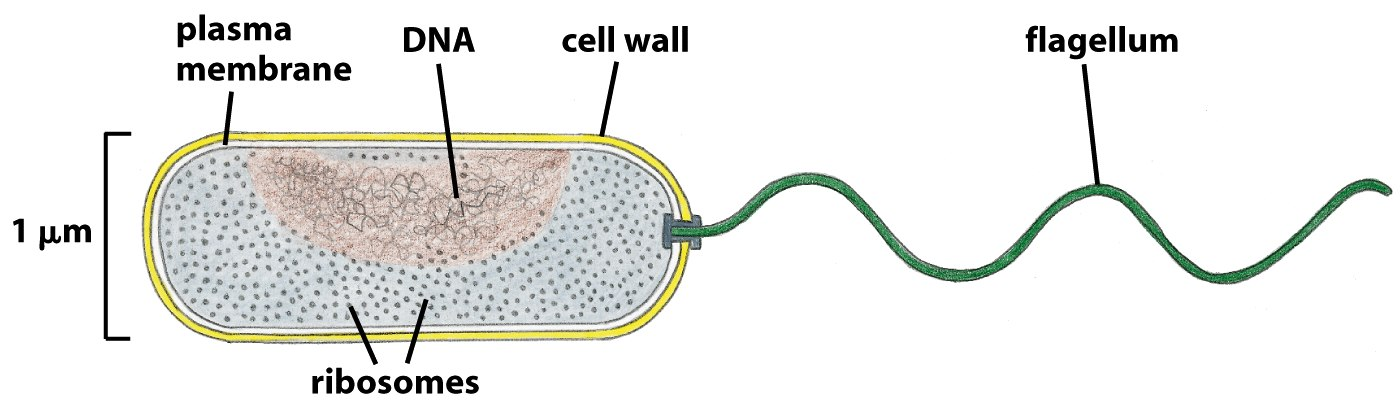 plasma
membrane
DNA
cell wall
flagellum
1 μm
ribosomes